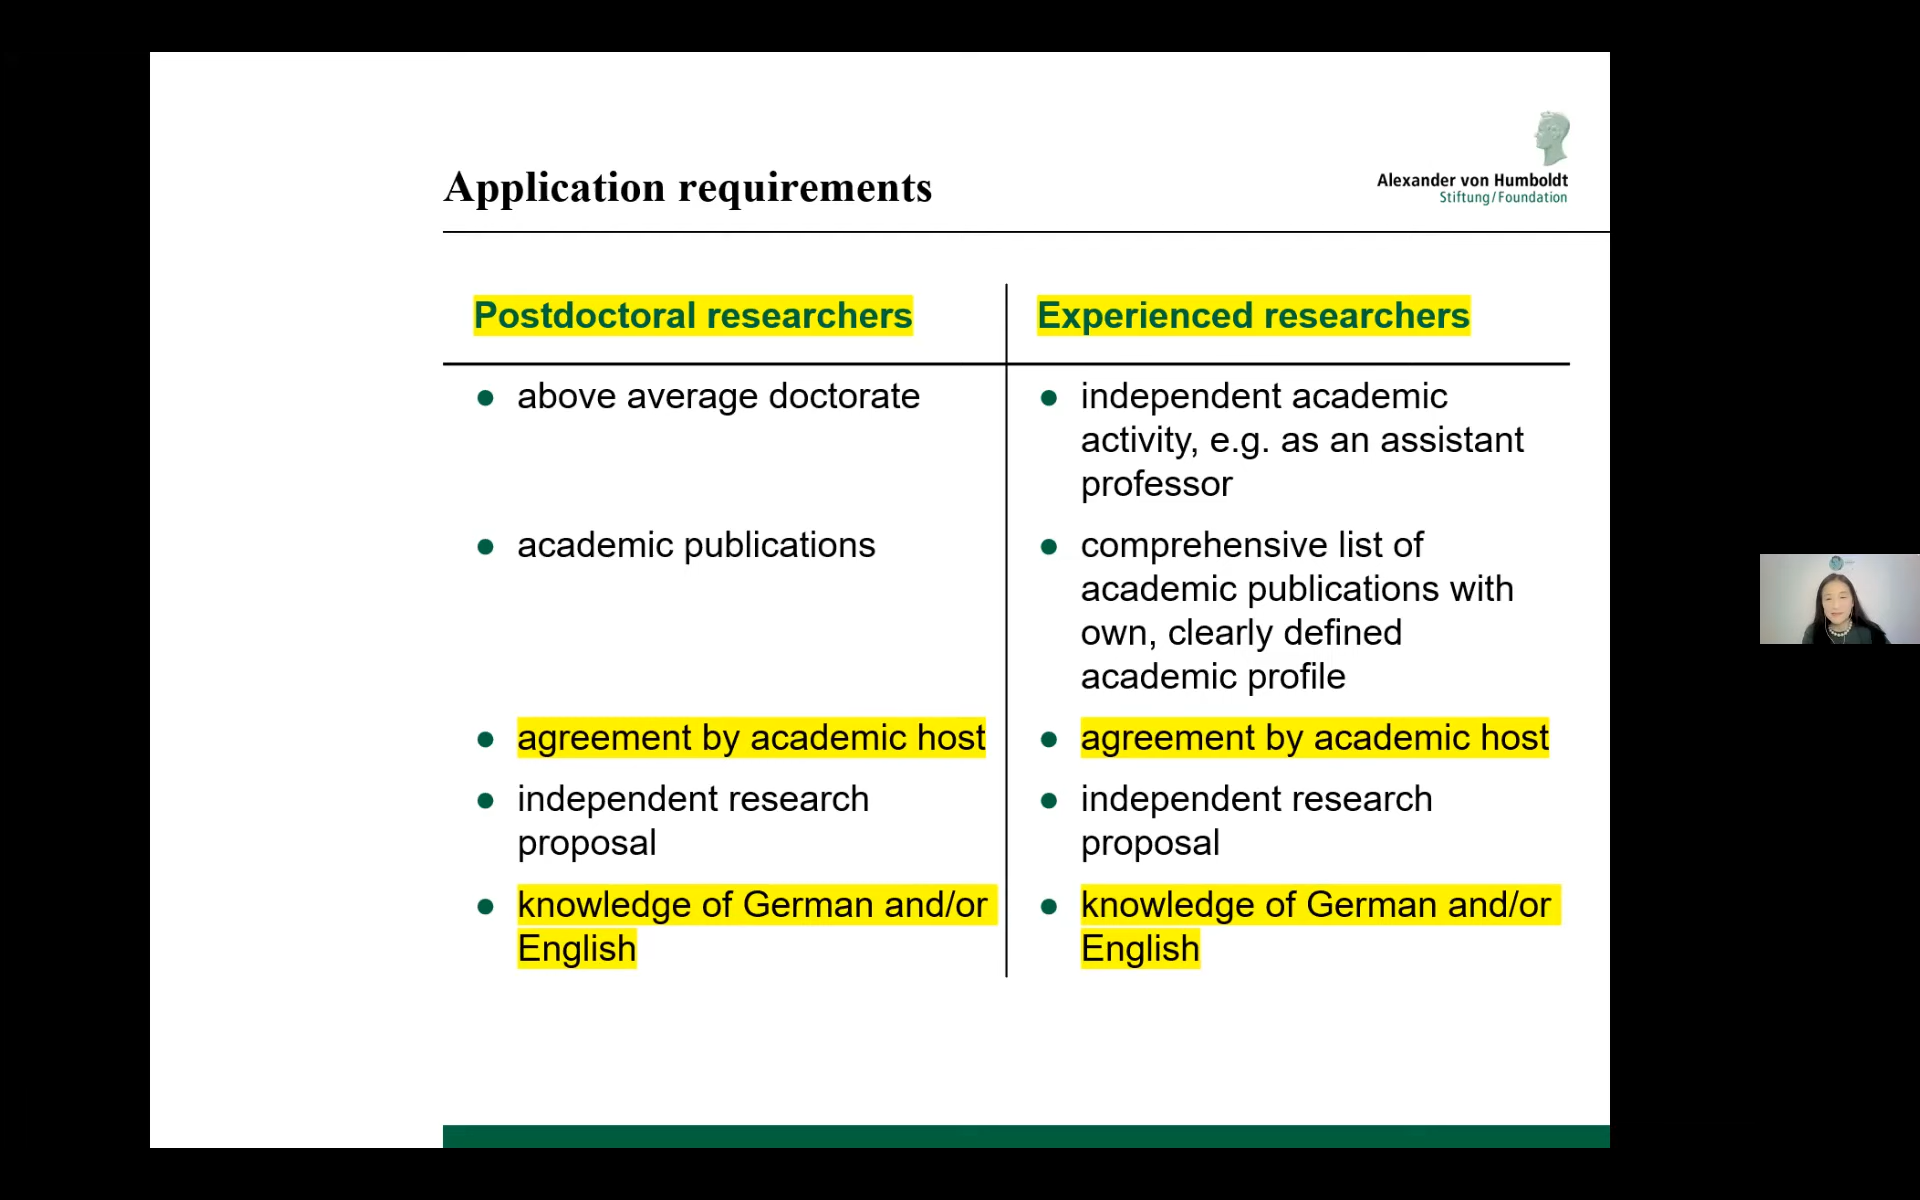 Application requirements
Alexander von Humboldt
Stiftung/Foundation
Postdoctoral researchers
above average doctorate
academic publications
agreement by academic host
independent research
proposal
knowledge of German and/or
English
Experienced researchers
independent academic
activity, e.g. as an assistant
professor
comprehensive list of
academic publications with
own, clearly defined
academic profile
agreement by academic host
independent research
proposal
knowledge of German and/or
English